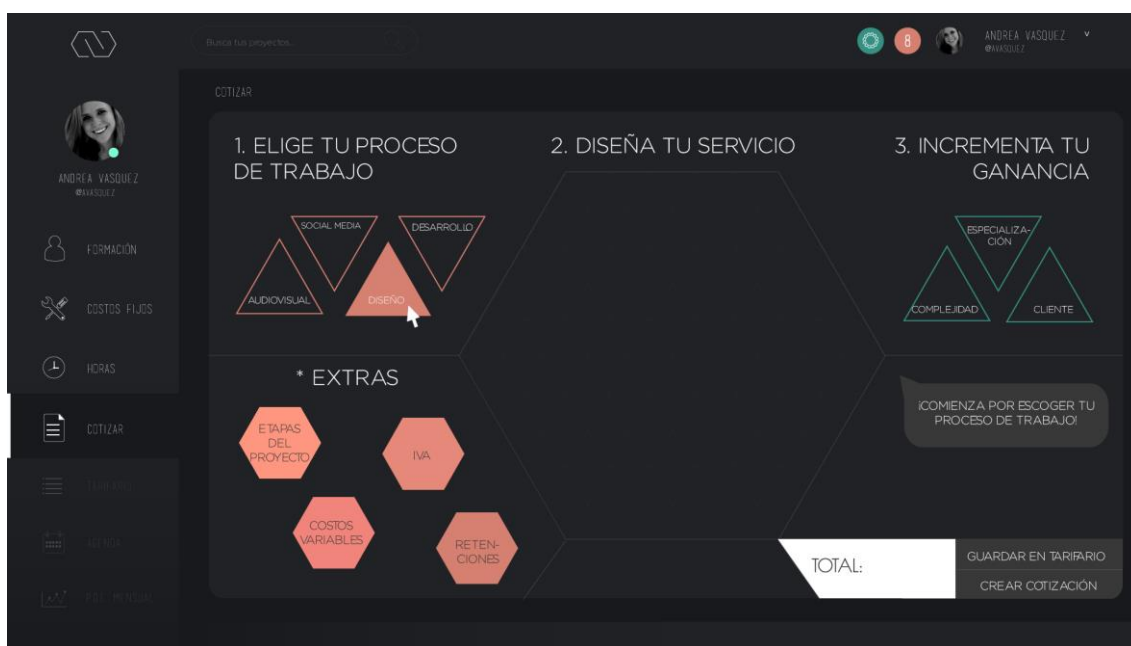 Busca tus proyectos.
8
ANDREA VASQUEZ
@AVASQUEZ
COTIZAR
ANDREA VASQUEZ
@AVASQUEZ
FORMACIÓN
COSTOS FIJOS
HORAS
COTIZAR
AGENDA
1. ELIGE TU PROCESO
DE TRABAJO
SOCIAL MEDIA
DESARROLLO
AUDIOVISUAL
DISEÑO
* EXTRAS
ETAPAS
DEL
PROYECTO
IVA
COSTOS
VARIABLES
RETEN-
CIONES
2. DISEÑA TU SERVICIO
3. INCREMENTA TU
GANANCIA
ESPECIALIZA-
CIÓN
COMPLEJIDAD
CLIENTE
¡COMIENZA POR ESCOGER TU
PROCESO DE TRABAJO!
TOTAL:
GUARDAR EN TARIFARIO
CREAR COTIZACIÓN